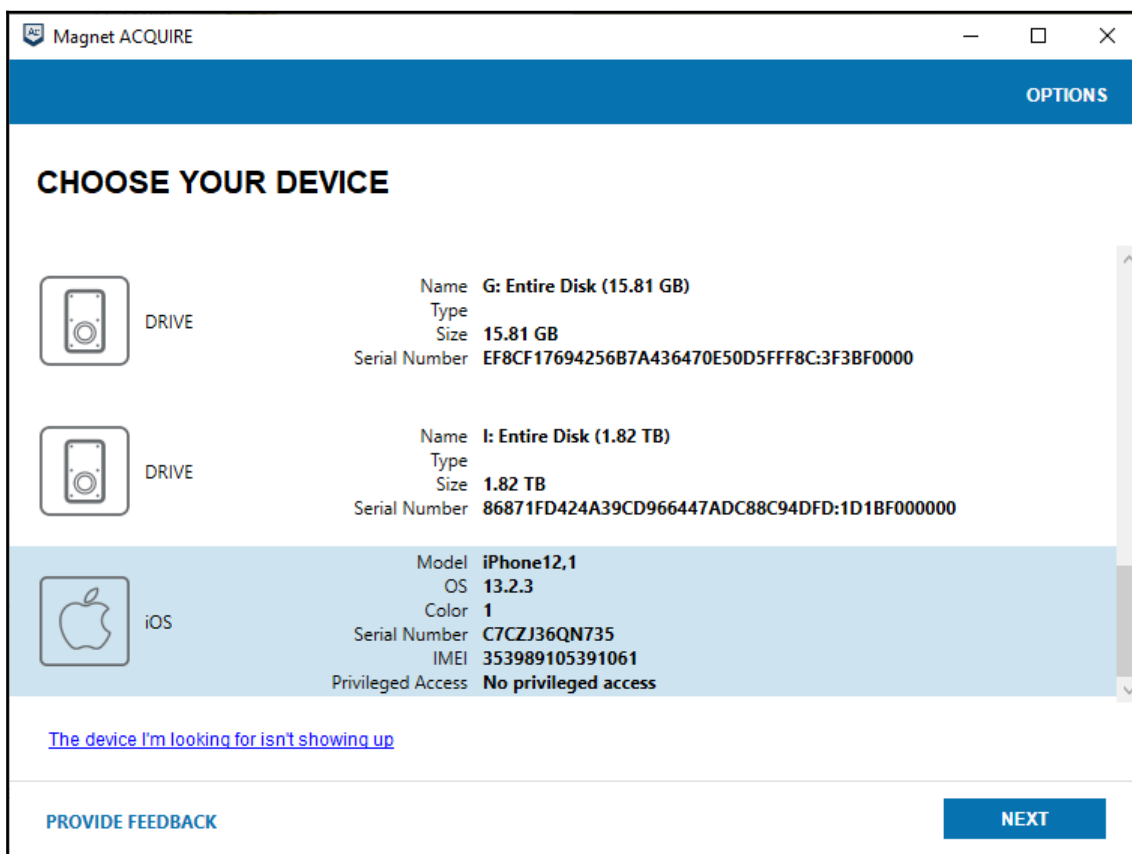 Magnet ACQUIRE
OPTIONS
CHOOSE YOUR DEVICE
DRIVE
Name G: Entire Disk (15.81 GB)
Type
Size 15.81 GB
Serial Number EF8CF17694256B7A436470E50D5FFF8C:3F3BF0000
DRIVE
Name I: Entire Disk (1.82 TB)
Type
Size 1.82 TB
Serial Number 86871FD424A39CD966447ADC88C94DFD:1D1BF000000
iOS
Model iPhone12,1
OS 13.2.3
Color 1
Serial Number C7CZJ36QN735
IMEI 353989105391061
Privileged Access No privileged access
The device I'm looking for isn't showing up
PROVIDE FEEDBACK
NEXT